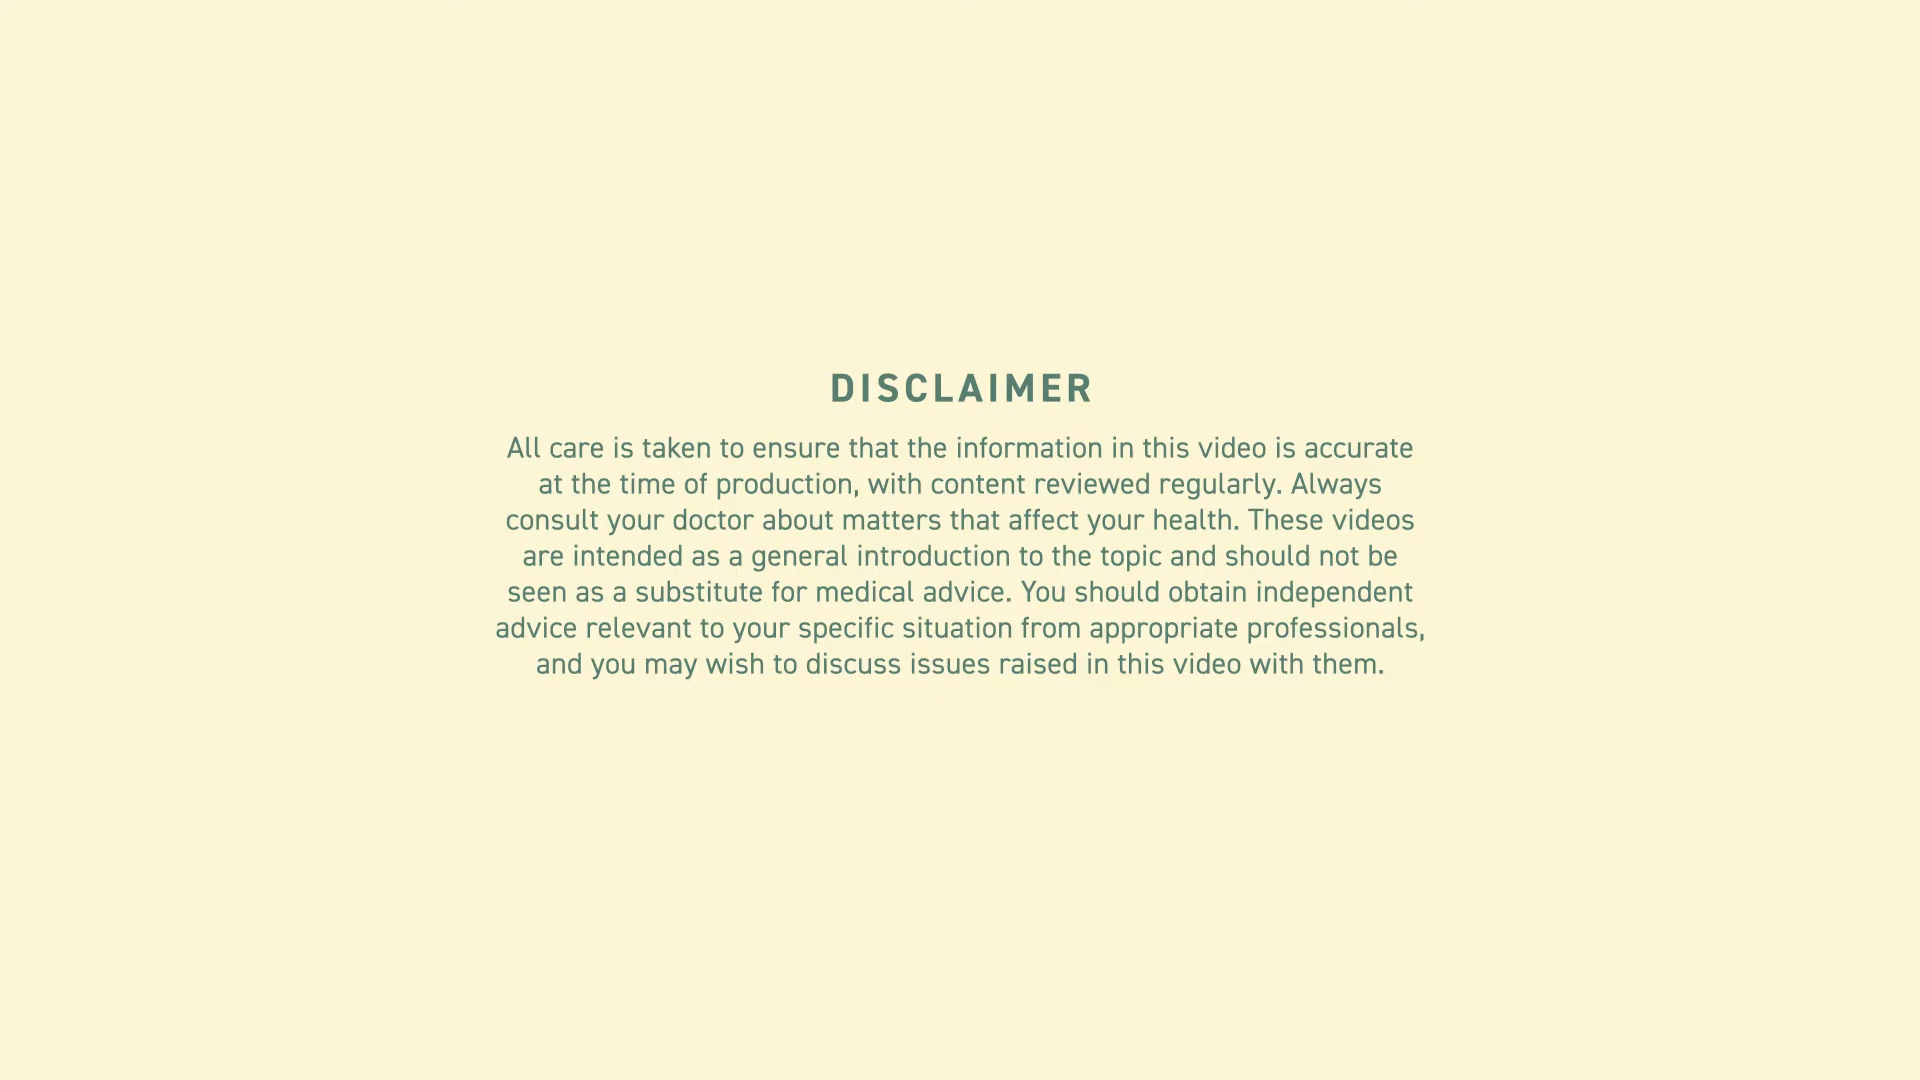 DISCLAIMER
All care is taken to ensure that the information in this video is accurate
at the time of production, with content reviewed regularly. Always
consult your doctor about matters that affect your health. These videos
are intended as a general introduction to the topic and should not be
seen as a substitute for medical advice. You should obtain independent
advice relevant to your specific situation from appropriate professionals,
and you may wish to discuss issues raised in this video with them.